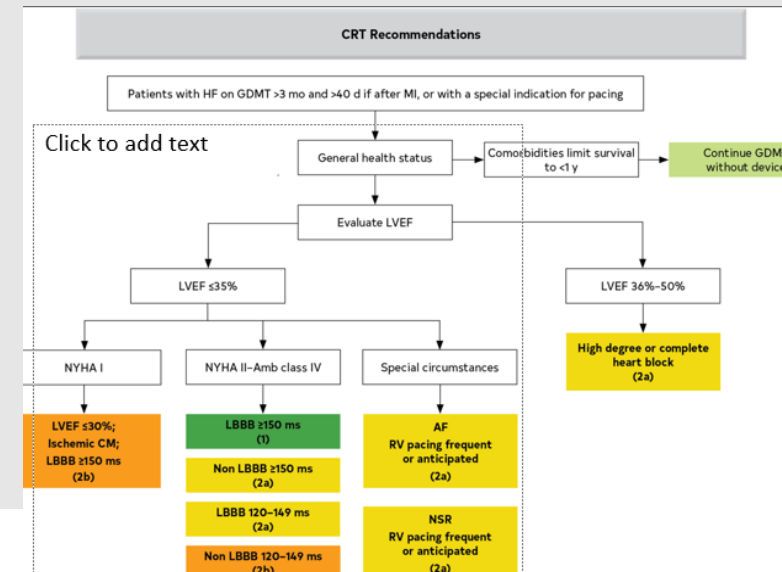 CRT Recommendations
Patients with HF on GDMT >3 mo and >40 d if after MI, or with a special indication for pacing
Click to add text
General health status
Comorbidities limit survival
to <1 y
Continue GDM
without device
Evaluate LVEF
LVEF ≤35%
LVEF 36%–50%
NYHA I
NYHA II–Amb class IV
Special circumstances
High degree or complete
heart block
(2a)
LVEF ≤30%;
Ischemic CM;
LBBB ≥150 ms
(2b)
LBBB ≥150 ms
(1)
Non LBBB ≥150 ms
(2a)
LBBB 120–149 ms
(2a)
Non LBBB 120–149 ms
(2b)
AF
RV pacing frequent
or anticipated
(2a)
NSR
RV pacing frequent
or anticipated
(2a)